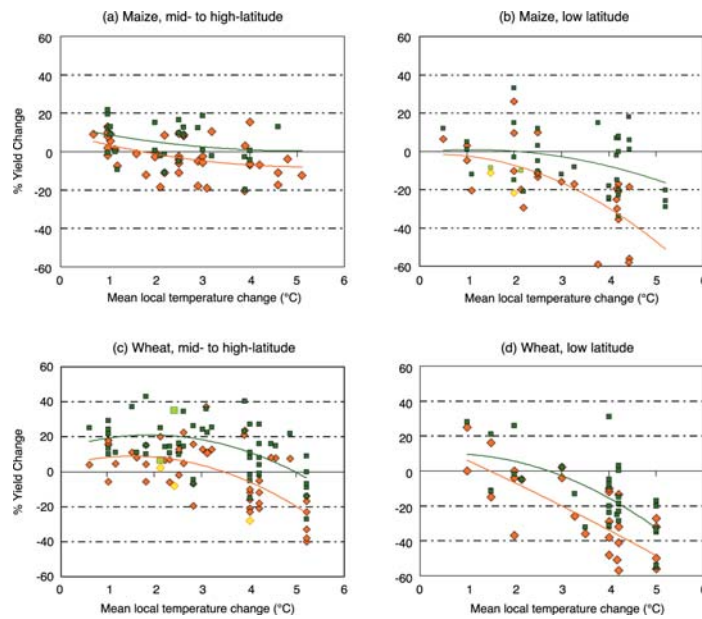 (a) Maize, mid- to high-latitude
(b) Maize, low latitude
60
40
20
0
-20
-40
-60
% Yield Change
0 1 2 3 4 5 6
Mean local temperature change (°C)
60
40
20
0
-20
-40
-60
0 1 2 3 4 5 6
Mean local temperature change (°C)
(c) Wheat, mid- to high-latitude
(d) Wheat, low latitude
60
40
20
0
-20
-40
-60
% Yield Change
0 1 2 3 4 5 6
Mean local temperature change (°C)
60
40
20
0
-20
-40
-60
0 1 2 3 4 5 6
Mean local temperature change (°C)